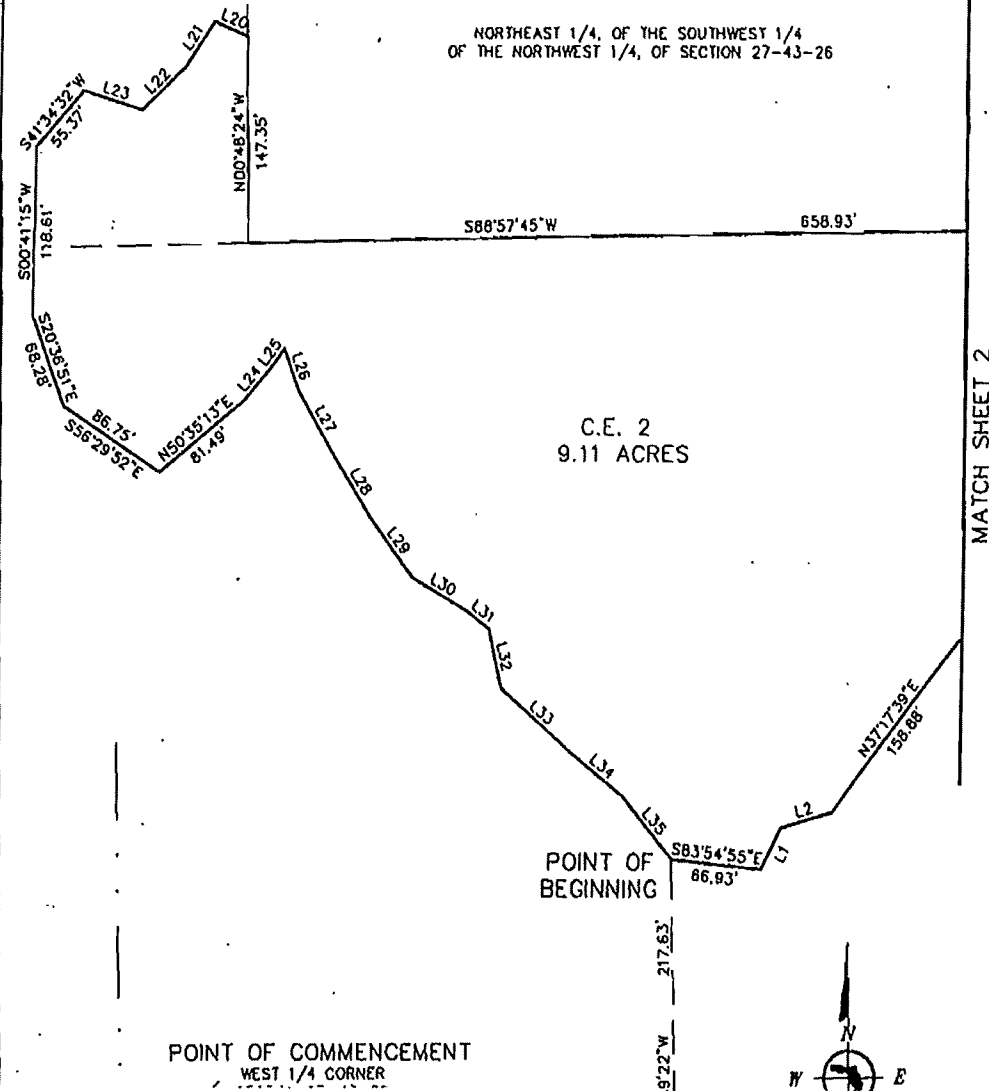 NORTHEAST 1/4, OF THE SOUTHWEST 1/4
OF THE NORTHWEST 1/4, OF SECTION 27-43-26
L20
L21
L22
L23
S41°34'32"W
55.37'
N00°48'24"W
147.35'
S00°41'15"W
118.61'
S88°57'45"W
658.93'
S20°36'51"E
68.28'
86.75'
S56°29'52"E
N50°35'13"E
81.49'
L24
L25
L26
L27
L28
L29
L30
L31
L32
L33
L34
L35
C.E. 2
9.11 ACRES
MATCH SHEET 2
N37°17'39"E
158.88'
L2
L1
S83°54'55"E
86.93'
POINT OF
BEGINNING
217.63'
9'22"W
POINT OF COMMENCEMENT
WEST 1/4 CORNER
N
W
E